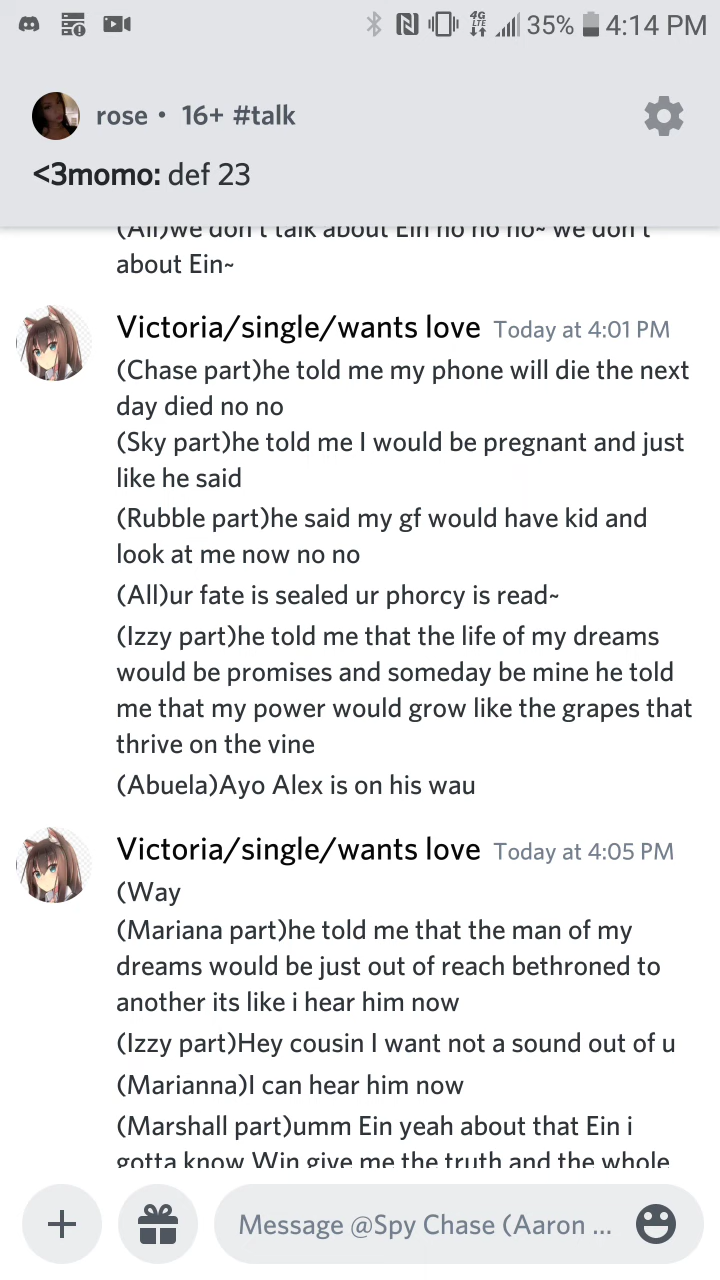 4G
LTE
35%
4:14 PM
rose • 16+ #talk
<3momo: def 23
(All)we don't talk about Ein no no no~ we don't
about Ein~
Victoria/single/wants love Today at 4:01 PM
(Chase part)he told me my phone will die the next
day died no no
(Sky part)he told me I would be pregnant and just
like he said
(Rubble part)he said my gf would have kid and
look at me now no no
(All)ur fate is sealed ur phorcy is read~
(Izzy part)he told me that the life of my dreams
would be promises and someday be mine he told
me that my power would grow like the grapes that
thrive on the vine
(Abuela)Ayo Alex is on his wau
Victoria/single/wants love Today at 4:05 PM
(Way
(Mariana part)he told me that the man of my
dreams would be just out of reach bethroned to
another its like i hear him now
(Izzy part)Hey cousin I want not a sound out of u
(Marianna)I can hear him now
(Marshall part)umm Ein yeah about that Ein i
gotta know Win give me the truth and the whole
Message @Spy Chase (Aaron ...